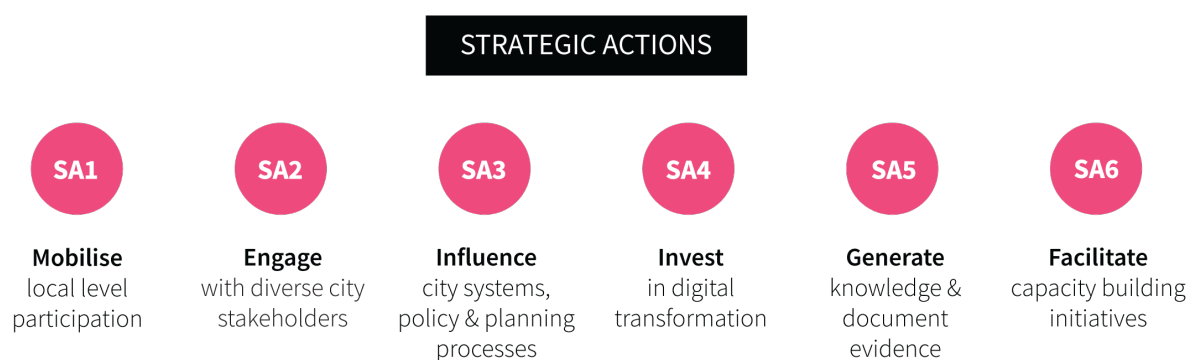 STRATEGIC ACTIONS
SA1
Mobilise
local level
participation
SA2
Engage
with diverse city
stakeholders
SA3
Influence
city systems,
policy & planning
processes
SA4
Invest
in digital
transformation
SA5
Generate
knowledge &
document
evidence
SA6
Facilitate
capacity building
initiatives